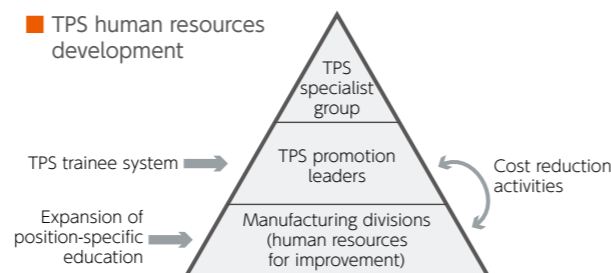 TPS human resources
development
TPS
specialist
group
TPS trainee system
TPS promotion
leaders
Cost reduction
activities
Expansion of
position-specific
education
Manufacturing divisions
(human resources
for improvement)